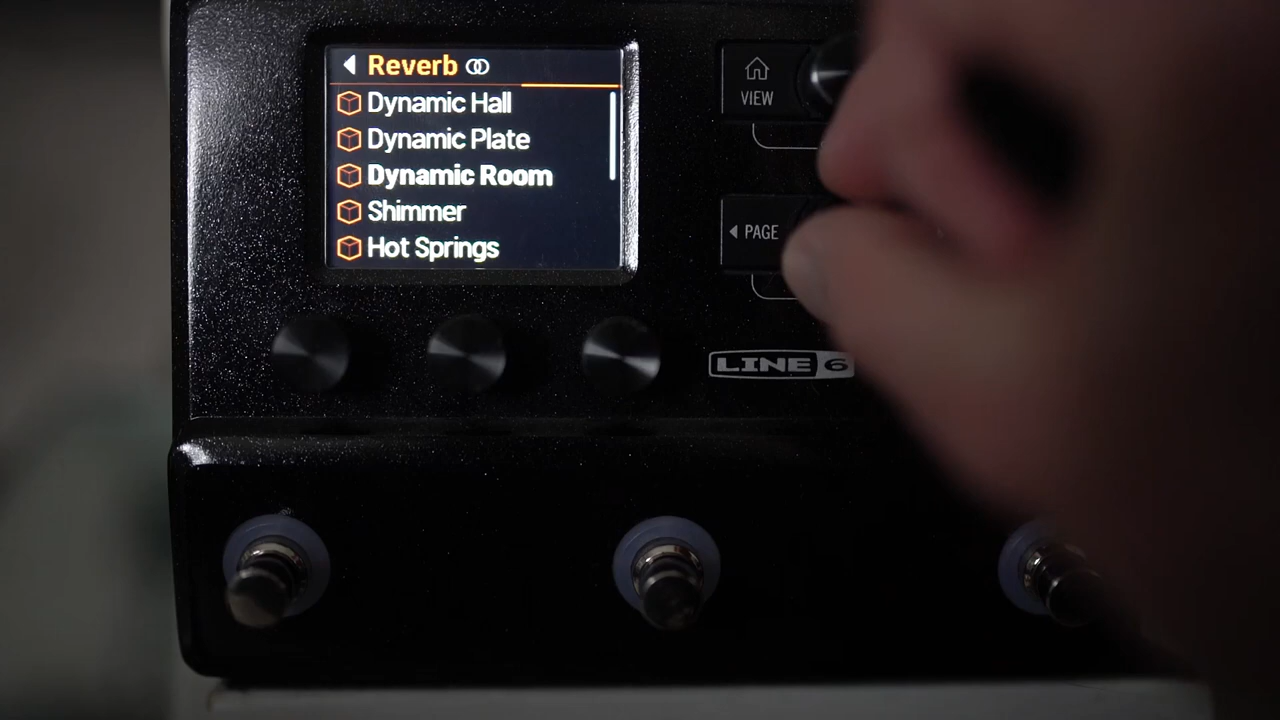 Reverb
Dynamic Hall
Dynamic Plate
Dynamic Room
Shimmer
Hot Springs
VIEW
PAGE
LINE 6